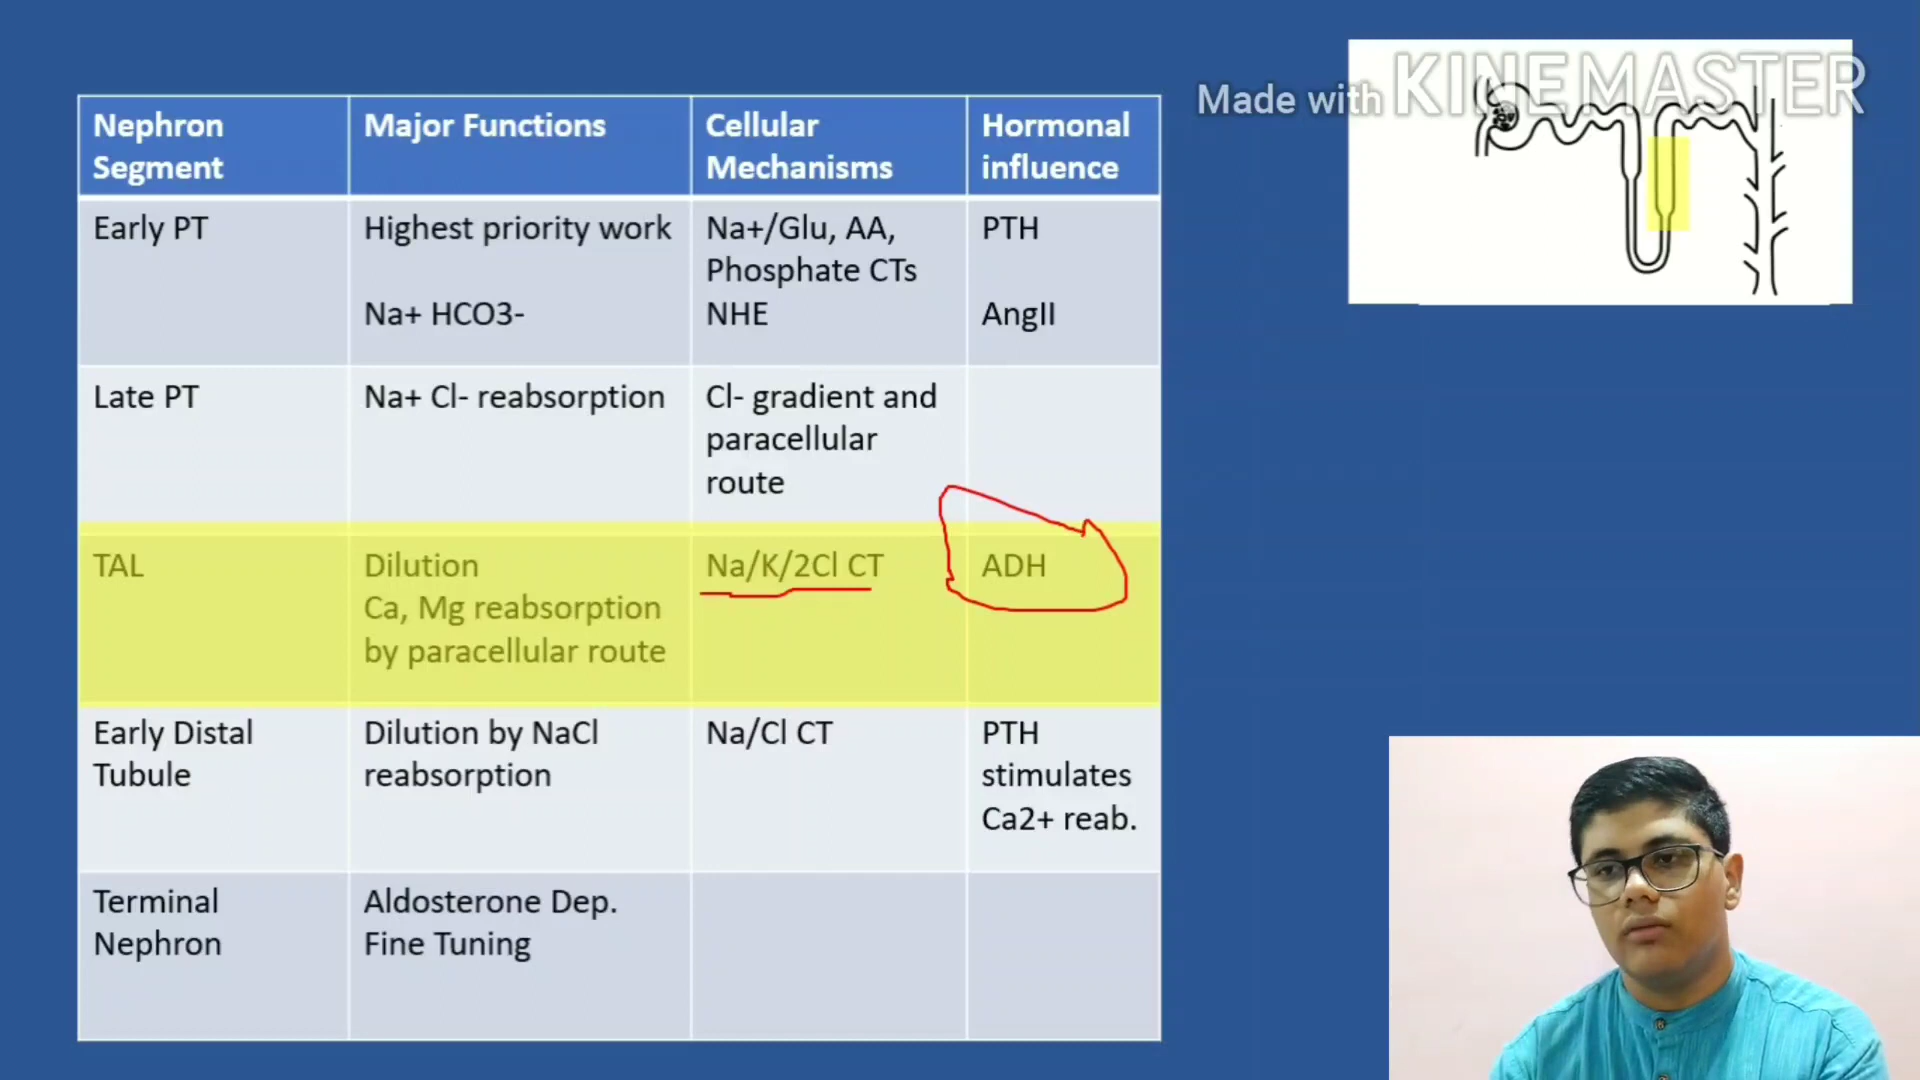 Made with KINEMASTER
Nephron
Segment
Major Functions
Cellular
Mechanisms
Hormonal
influence
Early PT
Highest priority work
Na+ HCO3-
Na+/Glu, AA,
Phosphate CTs
NHE
PTH
AngII
Late PT
Na+ Cl- reabsorption
Cl- gradient and
paracellular
route
TAL
Dilution
Ca, Mg reabsorption
by paracellular route
Na/K/2Cl CT
ADH
Early Distal
Tubule
Dilution by NaCl
reabsorption
Na/Cl CT
PTH
stimulates
Ca2+ reab.
Terminal
Nephron
Aldosterone Dep.
Fine Tuning